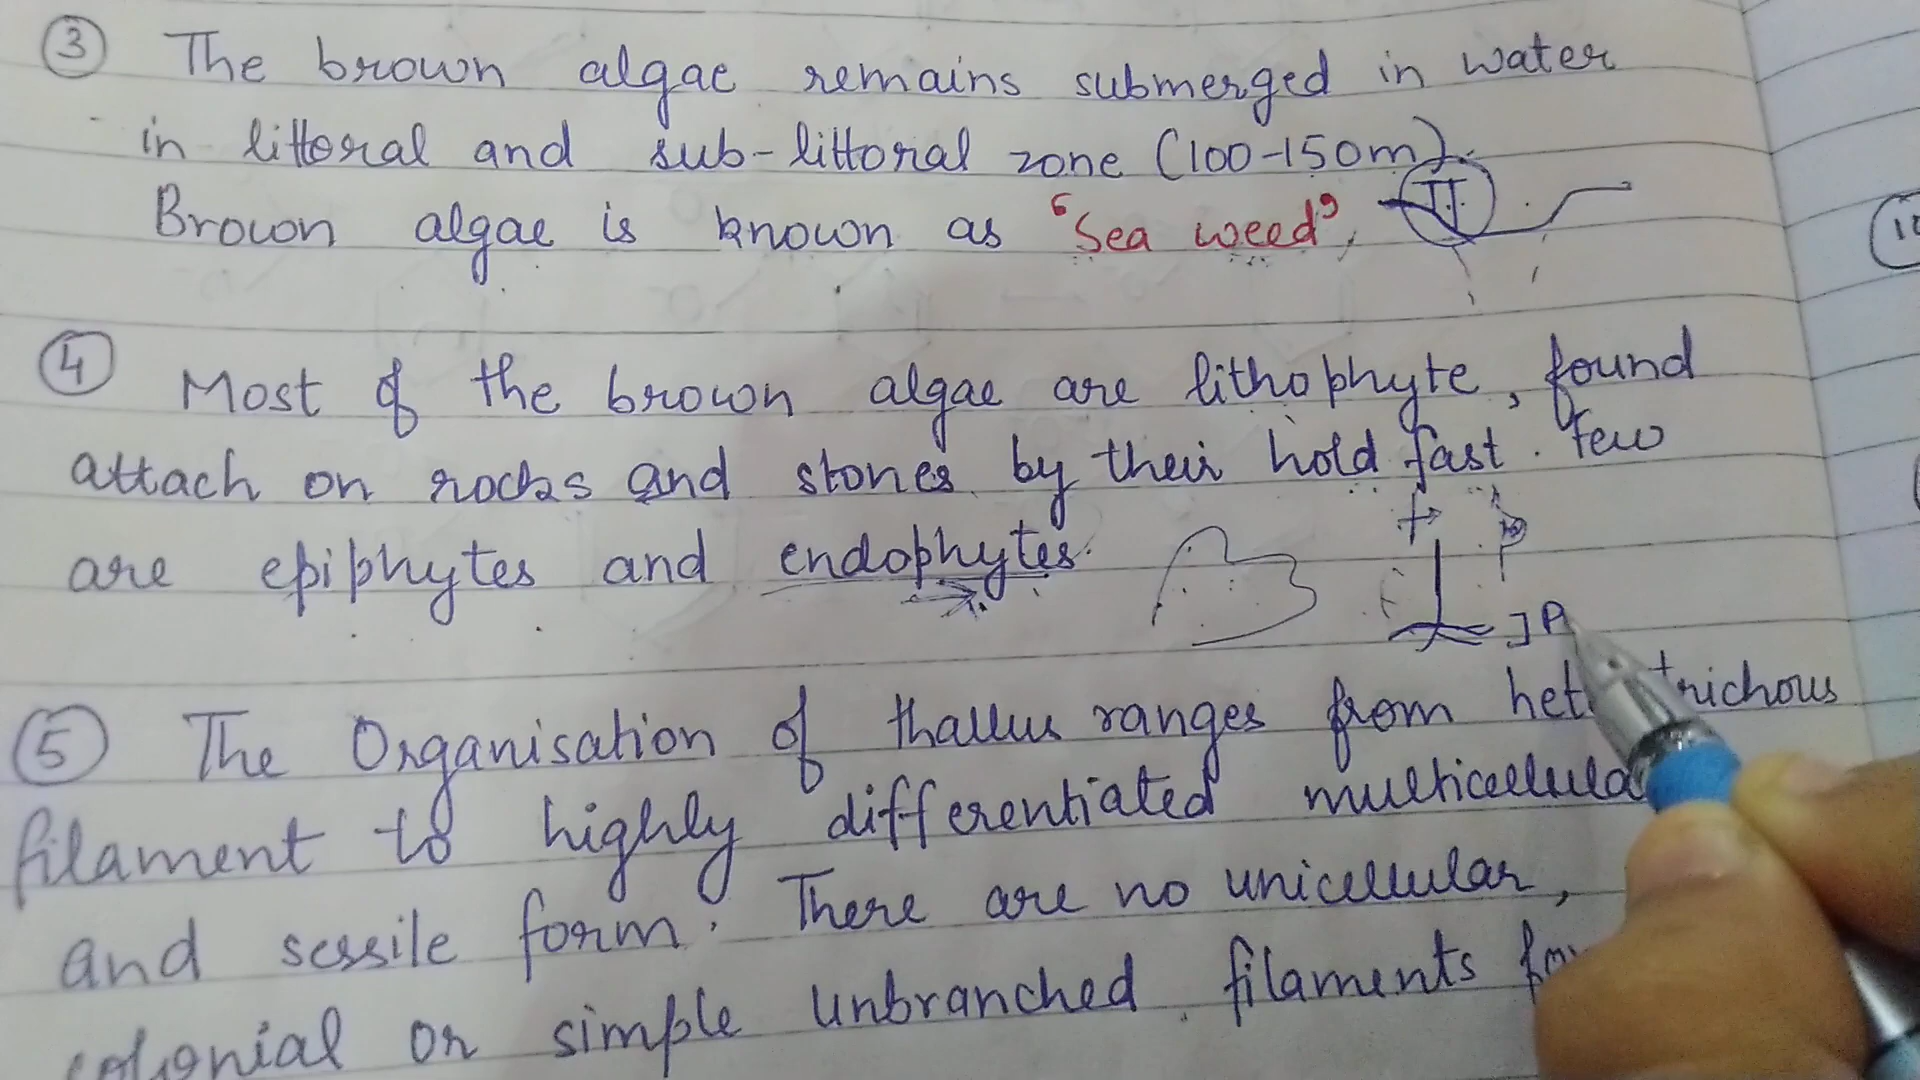 ③ The brown algae remains submerged in water
in littoral and sub-littoral zone (100-150m).
Brown algae is known as 'Sea weed',
④ Most of the brown algae are lithophyte, found
attach on rocks and stones by their hold fast. Few
are epiphytes and endophytes.
⑤ The Organisation of thallus ranges from
filament to highly differentiated
and sessile form. There are no unicellular,
colonial or simple unbranched filaments